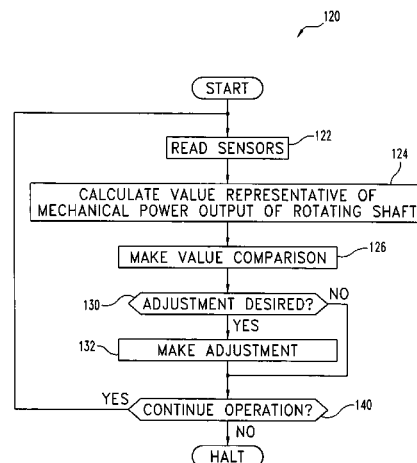 120
START
READ SENSORS
122
124
CALCULATE VALUE REPRESENTATIVE OF
MECHANICAL POWER OUTPUT OF ROTATING SHAFT
MAKE VALUE COMPARISON
126
130
ADJUSTMENT DESIRED?
NO
YES
132
MAKE ADJUSTMENT
YES
CONTINUE OPERATION?
140
NO
HALT